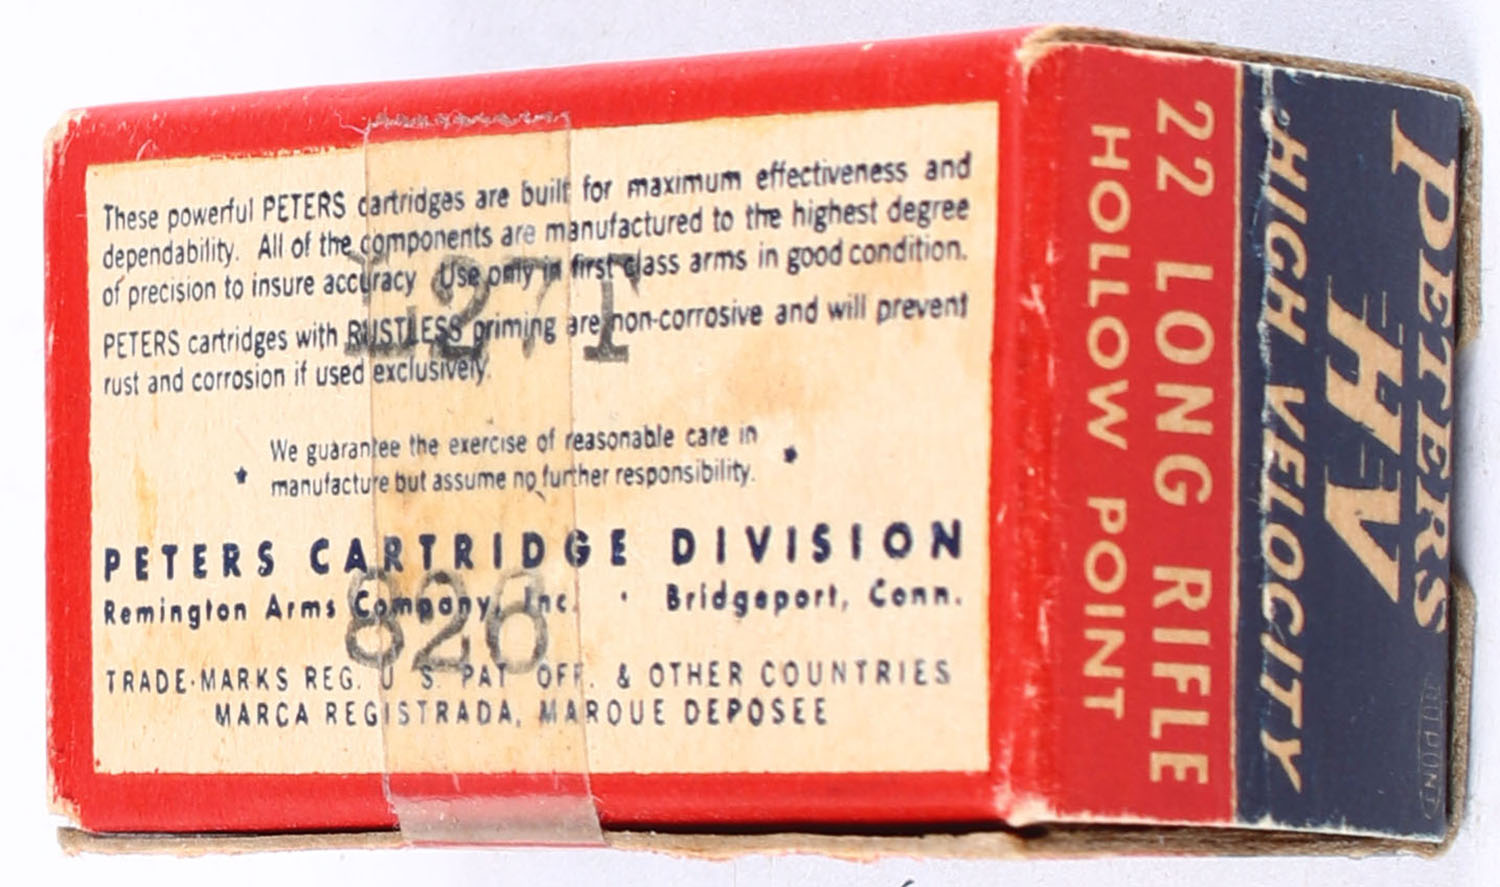 These powerful PETERS cartridges are built for maximum effectiveness and
dependability. All of the components are manufactured to the highest degree
of precision to insure accuracy Use only in first class arms in good condition.
PETERS cartridges with RUSTLESS priming are non-corrosive and will prevent
rust and corrosion if used exclusively.
We guarantee the exercise of reasonable care in
manufacture but assume no further responsibility.
PETERS CARTRIDGE DIVISION
Remington Arms Company, Inc. · Bridgeport, Conn.
TRADE·MARKS REG. U S. PAT OFF. & OTHER COUNTRIES
MARCA REGISTRADA, MARQUE DEPOSEE
L27T
826
PETERS
HV
HIGH VELOCITY
22 LONG RIFLE
HOLLOW POINT
DUPONT